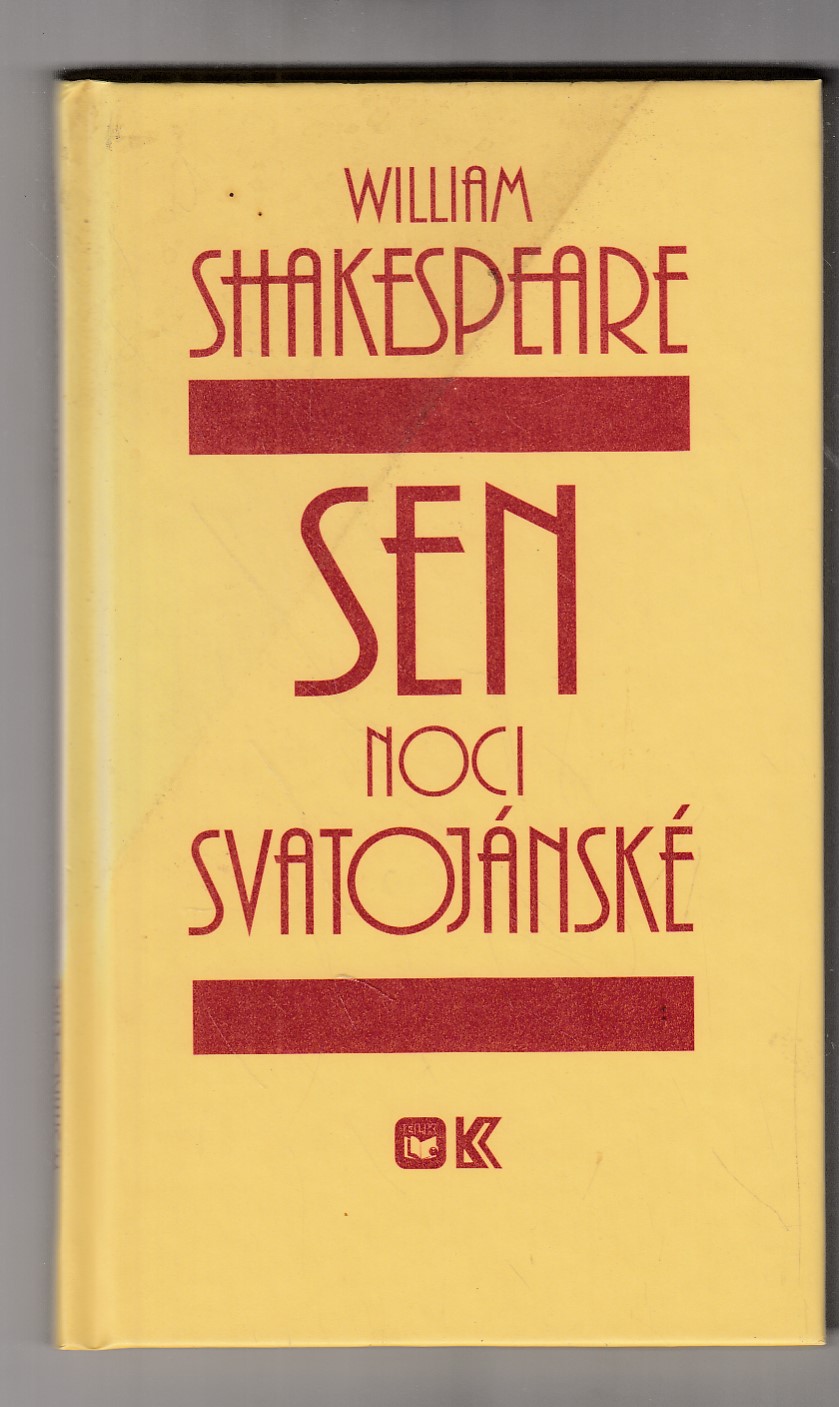 WILLIAM
SHAKESPEARE
SEN
NOCI
SVATOJÁNSKÉ